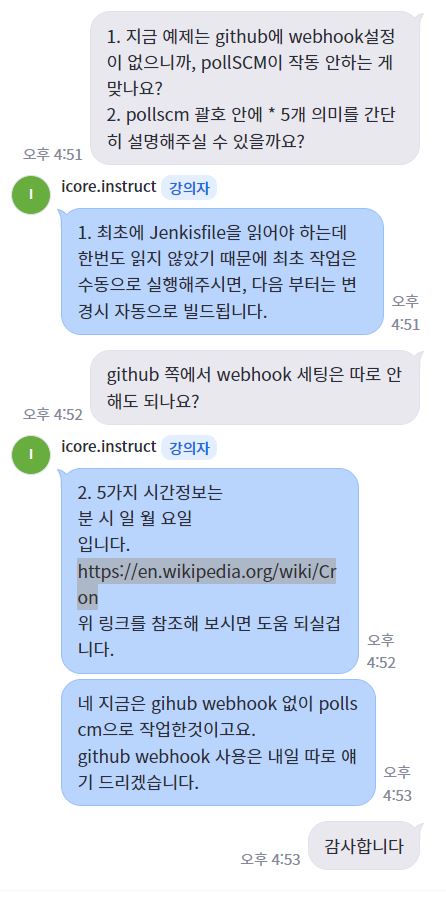 1. 지금 예제는 github에 webhook설정
이 없으니까, pollSCM이 작동 안하는 게
맞나요?
2. pollscm 괄호 안에 * 5개 의미를 간단
히 설명해주실 수 있을까요?
오후 4:51
I
icore.instruct 강의자
1. 최초에 Jenkisfile을 읽어야 하는데
한번도 읽지 않았기 때문에 최초 작업은
수동으로 실행해주시면, 다음 부터는 변
경시 자동으로 빌드됩니다.
오후
4:51
github 쪽에서 webhook 세팅은 따로 안
해도 되나요?
오후 4:52
I
icore.instruct 강의자
2. 5가지 시간정보는
분 시 일 월 요일
입니다.
https://en.wikipedia.org/wiki/Cr
on
위 링크를 참조해 보시면 도움 되실겁
니다.
오후
4:52
네 지금은 gihub webhook 없이 polls
cm으로 작업한것이고요.
github webhook 사용은 내일 따로 얘
기 드리겠습니다.
오후
4:53
감사합니다
오후 4:53